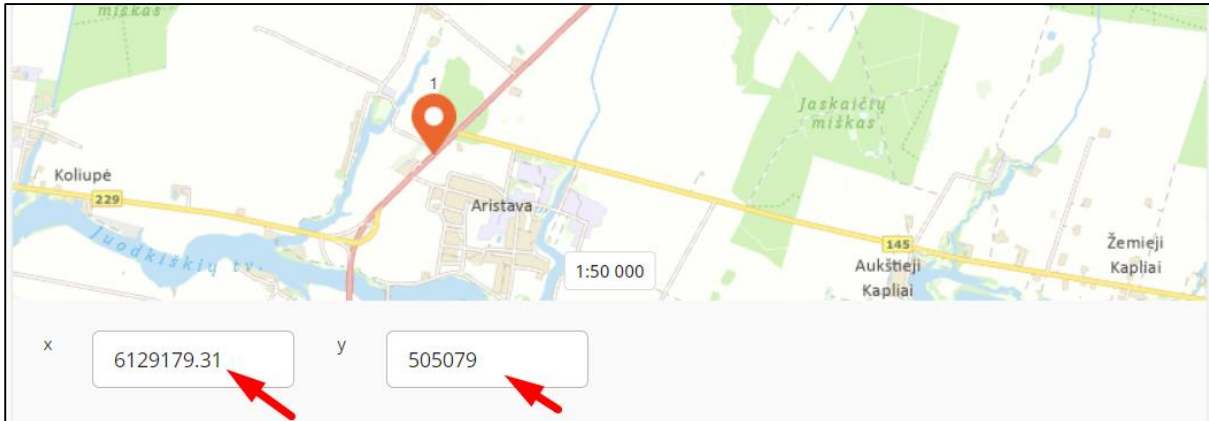 miškas
1
Jaskaičių
miškas
Koliupė
229
Aristava
Juodkiškių tv.
145
Žemieji
Kapliai
1:50 000
Aukštieji
Kapliai
x 6129179.31 y 505079